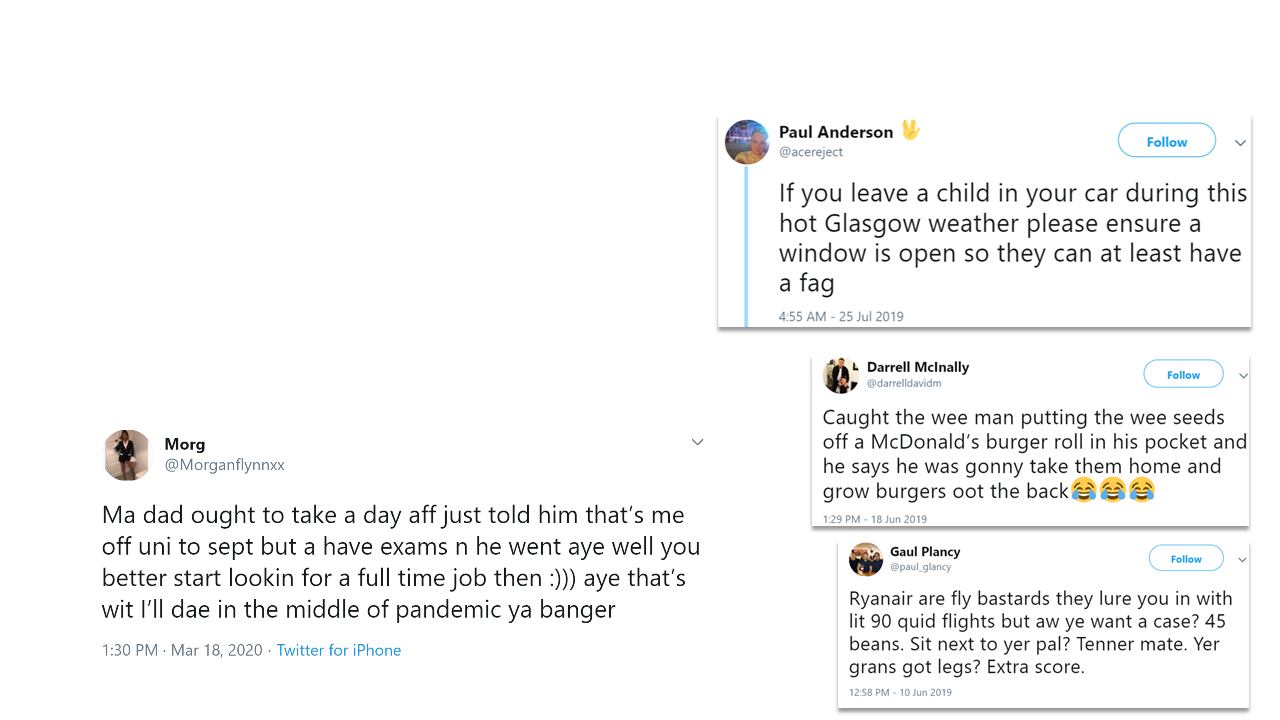 Paul Anderson 🖖
@acereject
Follow
If you leave a child in your car during this
hot Glasgow weather please ensure a
window is open so they can at least have
a fag
4:55 AM - 25 Jul 2019
Darrell McInally
@darrelldavidm
Follow
Caught the wee man putting the wee seeds
off a McDonald's burger roll in his pocket and
he says he was gonny take them home and
grow burgers oot the back😂😂😂
1:29 PM - 18 Jun 2019
Morg
@Morganflynnxx
Ma dad ought to take a day aff just told him that’s me
off uni to sept but a have exams n he went aye well you
better start lookin for a full time job then :))) aye that’s
wit I’ll dae in the middle of pandemic ya banger
1:30 PM · Mar 18, 2020 · Twitter for iPhone
Gaul Plancy
@paul_glancy
Follow
Ryanair are fly bastards they lure you in with
lit 90 quid flights but aw ye want a case? 45
beans. Sit next to yer pal? Tenner mate. Yer
grans got legs? Extra score.
12:58 PM - 10 Jun 2019